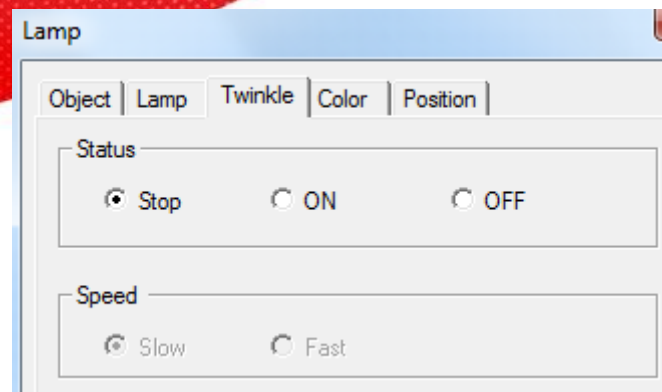 Lamp
Object Lamp Twinkle Color Position
Status
Stop ON OFF
Speed
Slow Fast